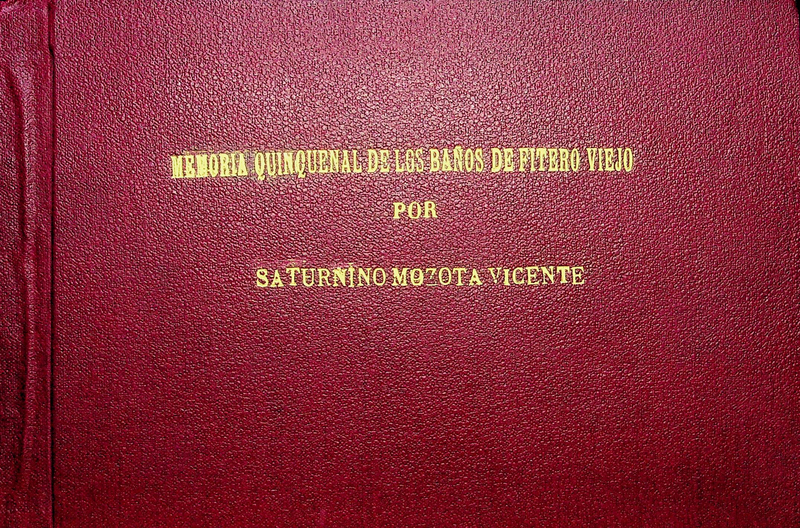 MEMORIA QUINQUENAL DE LOS BAÑOS DE FITERO VIEJO
POR
SATURNINO MOZOTA VICENTE